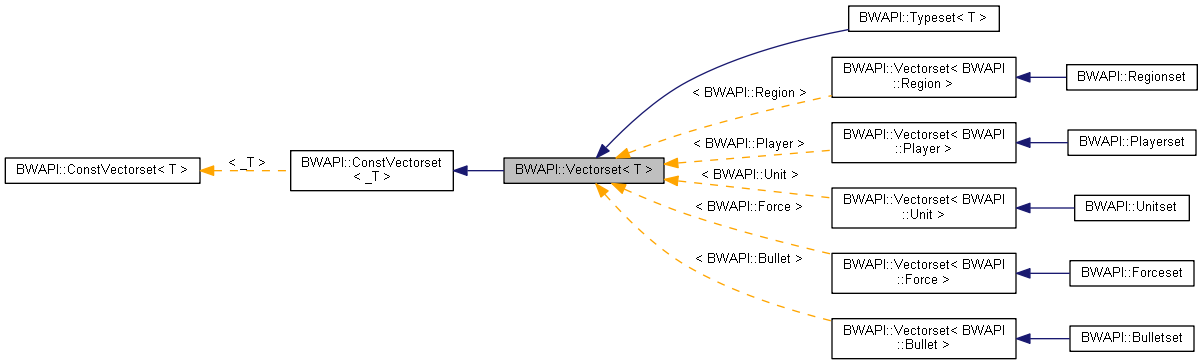 BWAPI::Typeset< T >
BWAPI::Vectorset< BWAPI
::Region >
BWAPI::Regionset
< BWAPI::Region >
BWAPI::Vectorset< BWAPI
::Player >
BWAPI::Playerset
< BWAPI::Player >
BWAPI::ConstVectorset< T >
< _T >
BWAPI::ConstVectorset
< _T >
BWAPI::Vectorset< T >
< BWAPI::Unit >
BWAPI::Vectorset< BWAPI
::Unit >
BWAPI::Unitset
< BWAPI::Force >
BWAPI::Vectorset< BWAPI
::Force >
BWAPI::Forceset
< BWAPI::Bullet >
BWAPI::Vectorset< BWAPI
::Bullet >
BWAPI::Bulletset